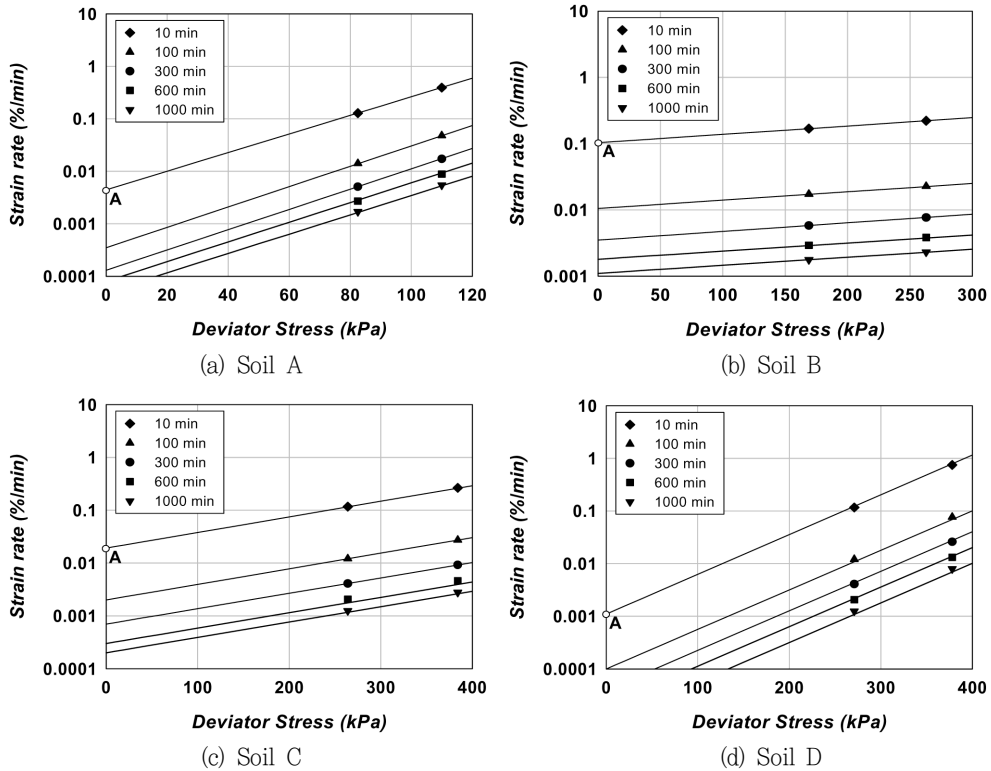 Strain rate (%/min)
10
1
0.1
0.01
0.001
0.0001
10 min
100 min
300 min
600 min
1000 min
A
0 20 40 60 80 100 120
Deviator Stress (kPa)
(a) Soil A
Strain rate (%/min)
10
1
0.1
0.01
0.001
10 min
100 min
300 min
600 min
1000 min
A
0 50 100 150 200 250 300
Deviator Stress (kPa)
(b) Soil B
Strain rate (%/min)
10
1
0.1
0.01
0.001
0.0001
10 min
100 min
300 min
600 min
1000 min
A
0 100 200 300 400
Deviator Stress (kPa)
(c) Soil C
Strain rate (%/min)
10
1
0.1
0.01
0.001
0.0001
10 min
100 min
300 min
600 min
1000 min
A
0 100 200 300 400
Deviator Stress (kPa)
(d) Soil D